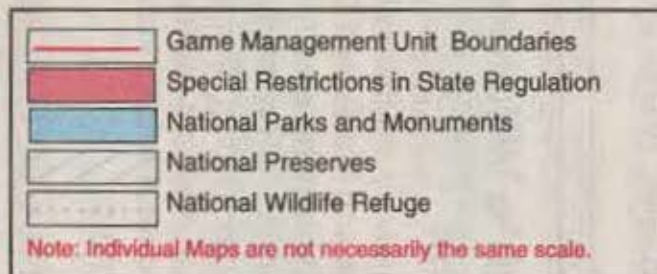 Game Management Unit Boundaries
Special Restrictions in State Regulation
National Parks and Monuments
National Preserves
National Wildlife Refuge
Note: Individual Maps are not necessarily the same scale.